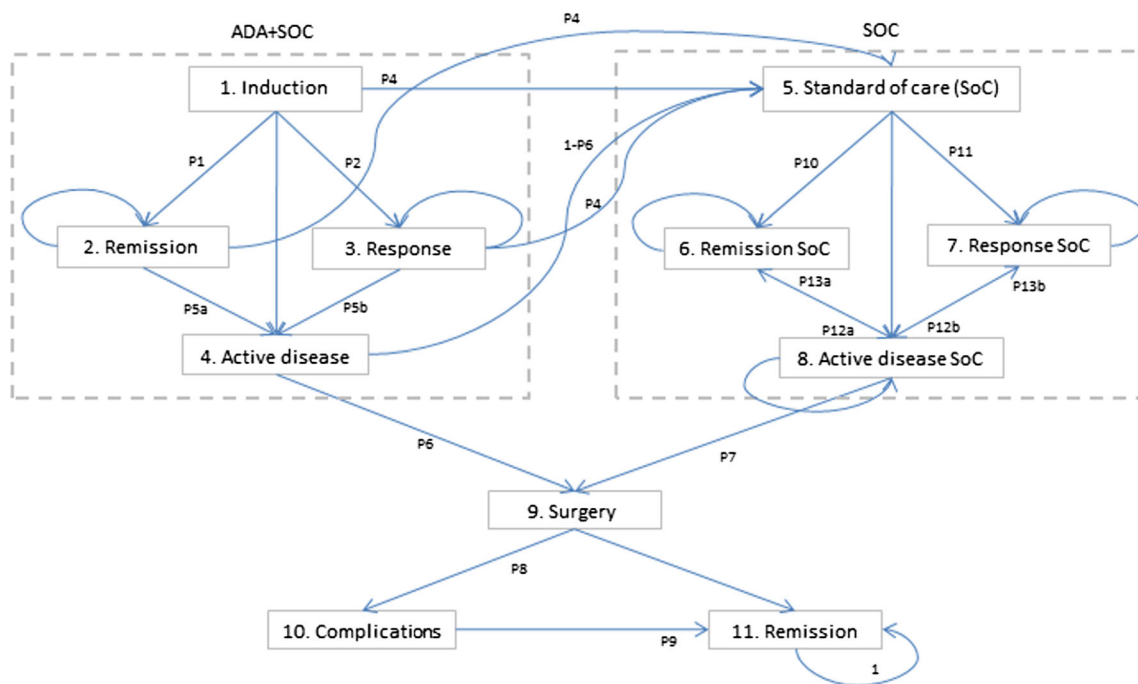 P4
ADA+SOC
SOC
1. Induction
P4
5. Standard of care (SoC)
P1
P2
1-P6
P4
P10
P11
2. Remission
3. Response
6. Remission SoC
7. Response SoC
P5a
P5b
P13a
P13b
P12a
P12b
4. Active disease
8. Active disease SoC
P6
P7
9. Surgery
P8
10. Complications
P9
11. Remission
1